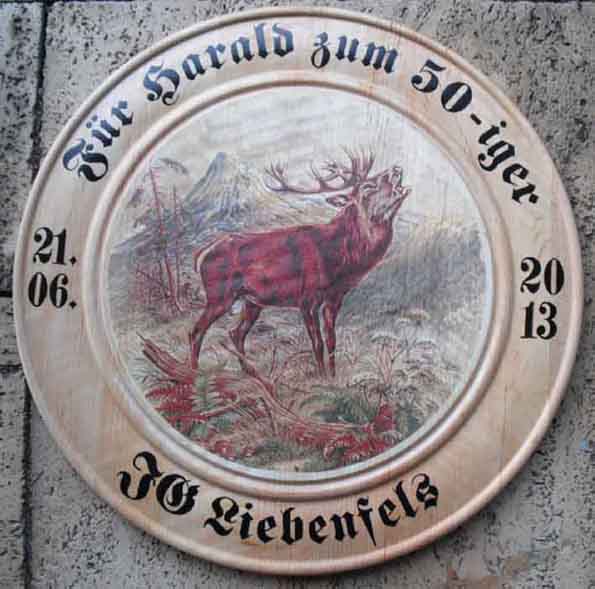 Für Harald zum 50-iger
21.
06.
20
13
JG Liebenfels